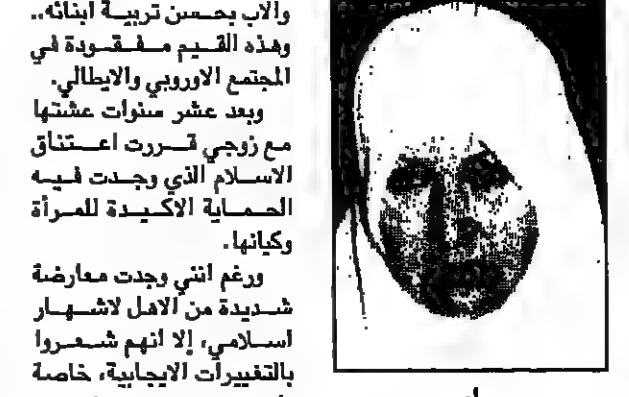 والاب بحسن تربية ابنائه..
وهذه القيم مفقودة في
المجتمع الاوروبي والايطالي.
وبعد عشر سنوات عشتها
مع زوجي قررت اعتناق
الاسلام الذي وجدت فيه
الحماية الاكيدة للمرأة
وكيانها.
ورغم انني وجدت معارضة
شديدة من الاهل لاشهار
اسلامي، إلا انهم شعروا
بالتغييرات الايجابية، خاصة